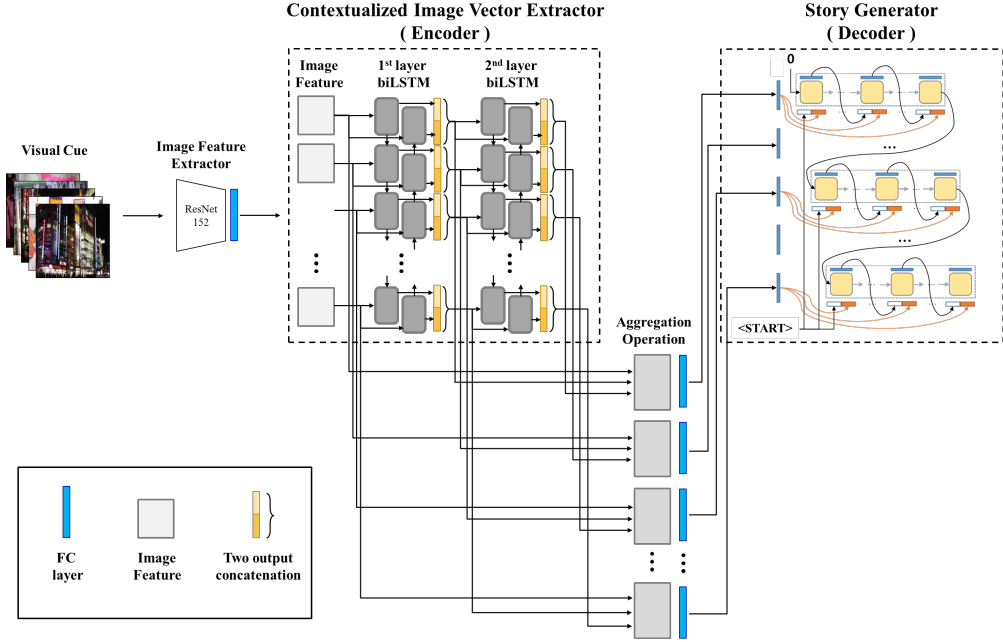 Contextualized Image Vector Extractor
( Encoder )
Story Generator
( Decoder )
Image
Feature
1st layer
biLSTM
2nd layer
biLSTM
0
Visual Cue
Image Feature
Extractor
ResNet
152
...
...
<START>
Aggregation
Operation
FC
layer
Image
Feature
Two output
concatenation